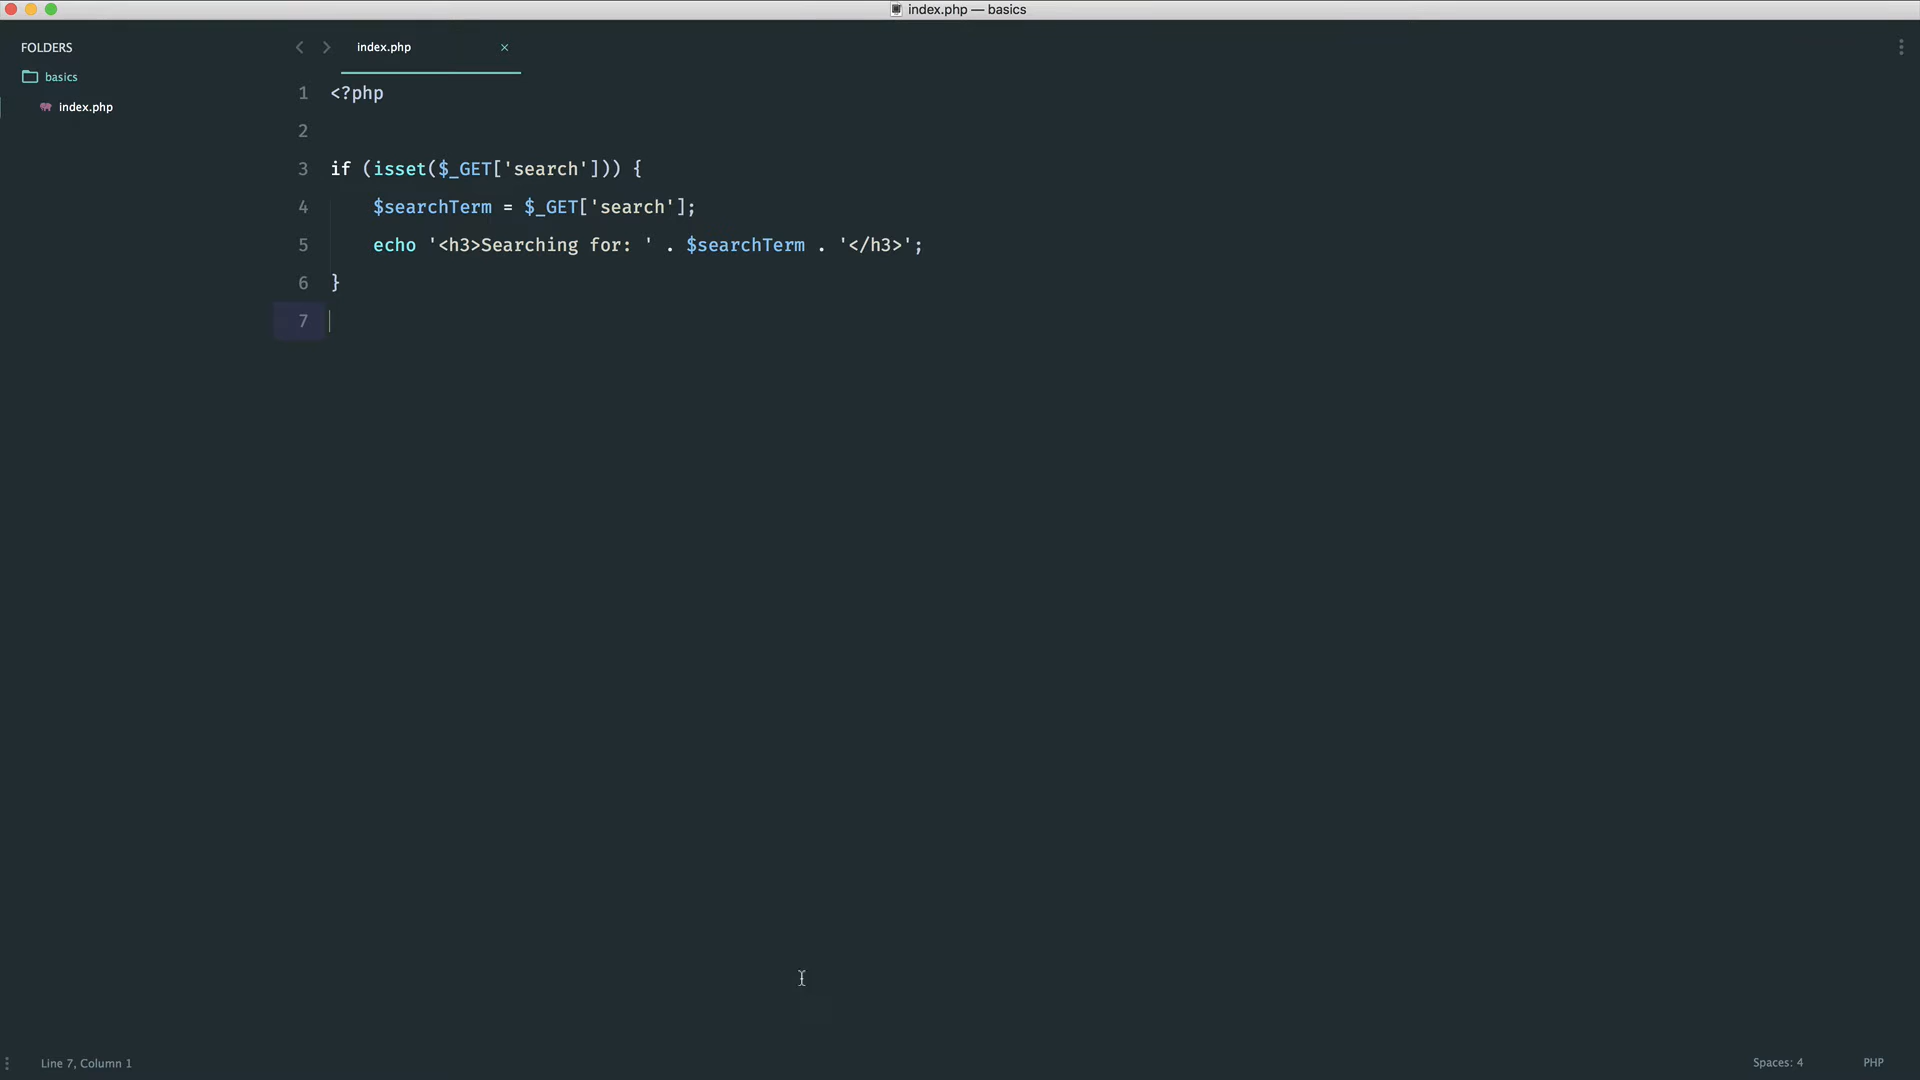 index.php — basics
FOLDERS
basics
index.php
index.php
1 <?php
2
3 if (isset($_GET['search'])) {
4 $searchTerm = $_GET['search'];
5 echo '<h3>Searching for: ' . $searchTerm . '</h3>';
6 }
7
Line 7, Column 1
Spaces: 4
PHP